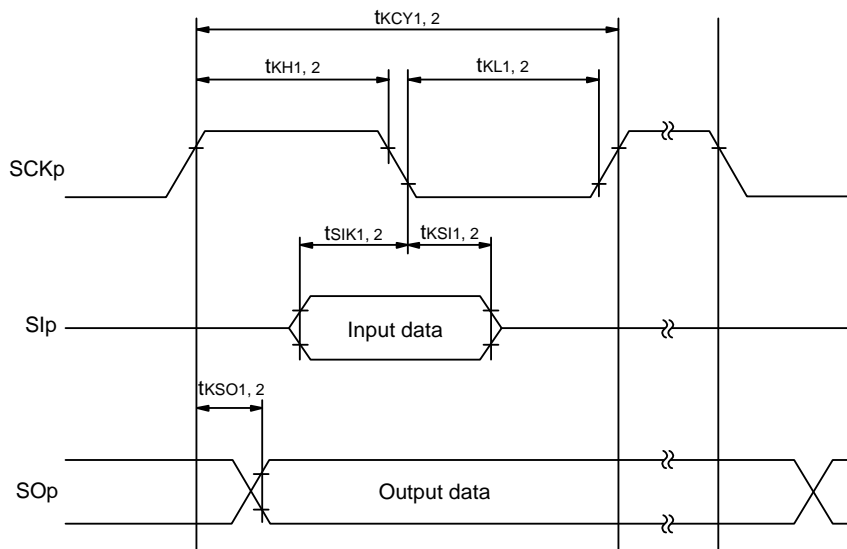 tKCY1, 2
tKH1, 2
tKL1, 2
SCKp
tSIK1, 2
tKSI1, 2
SIp
Input data
tKSO1, 2
SOp
Output data